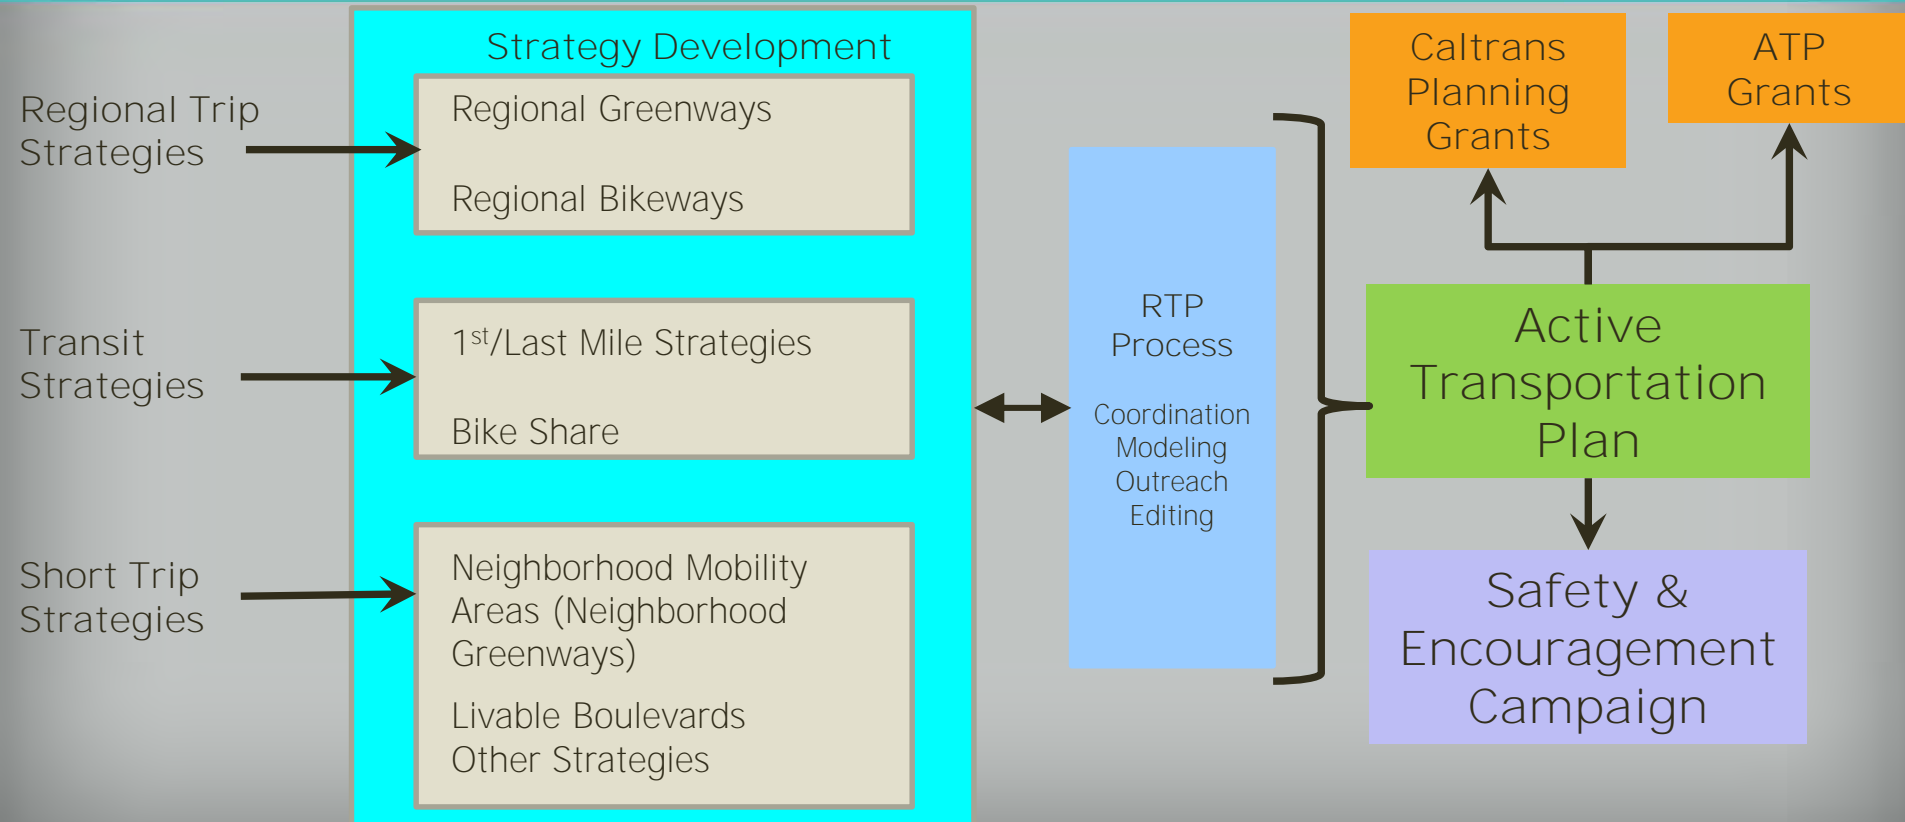 Strategy Development
Regional Trip
Strategies
Regional Greenways
Regional Bikeways
Transit
Strategies
1st/Last Mile Strategies
Bike Share
Short Trip
Strategies
Neighborhood Mobility
Areas (Neighborhood
Greenways)
Livable Boulevards
Other Strategies
RTP
Process
Coordination
Modeling
Outreach
Editing
Caltrans
Planning
Grants
ATP
Grants
Active
Transportation
Plan
Safety &
Encouragement
Campaign